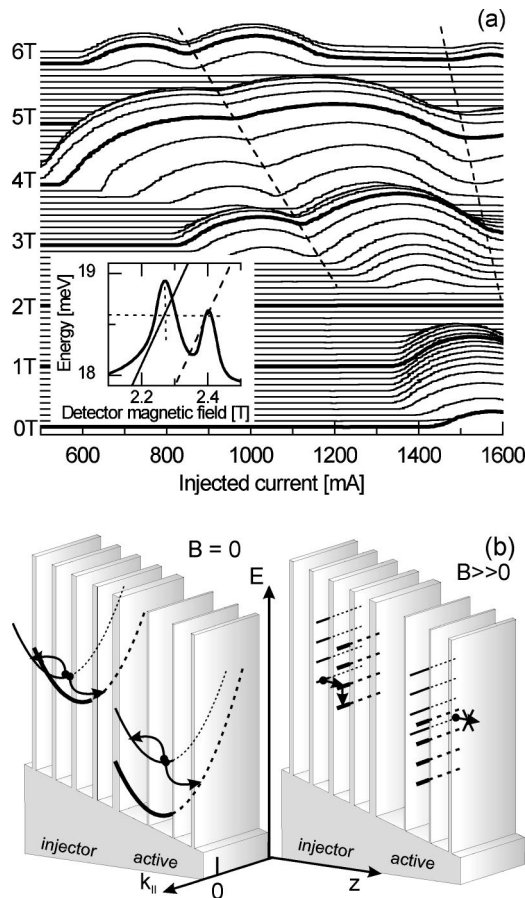 (a)
6T
5T
4T
3T
2T
1T
0T
19
18
Energy [meV]
2.2
2.4
Detector magnetic field [T]
600
800
1000
1200
1400
1600
Injected current [mA]
(b)
B = 0
E
B>>0
injector
active
k||
0
injector
active
z